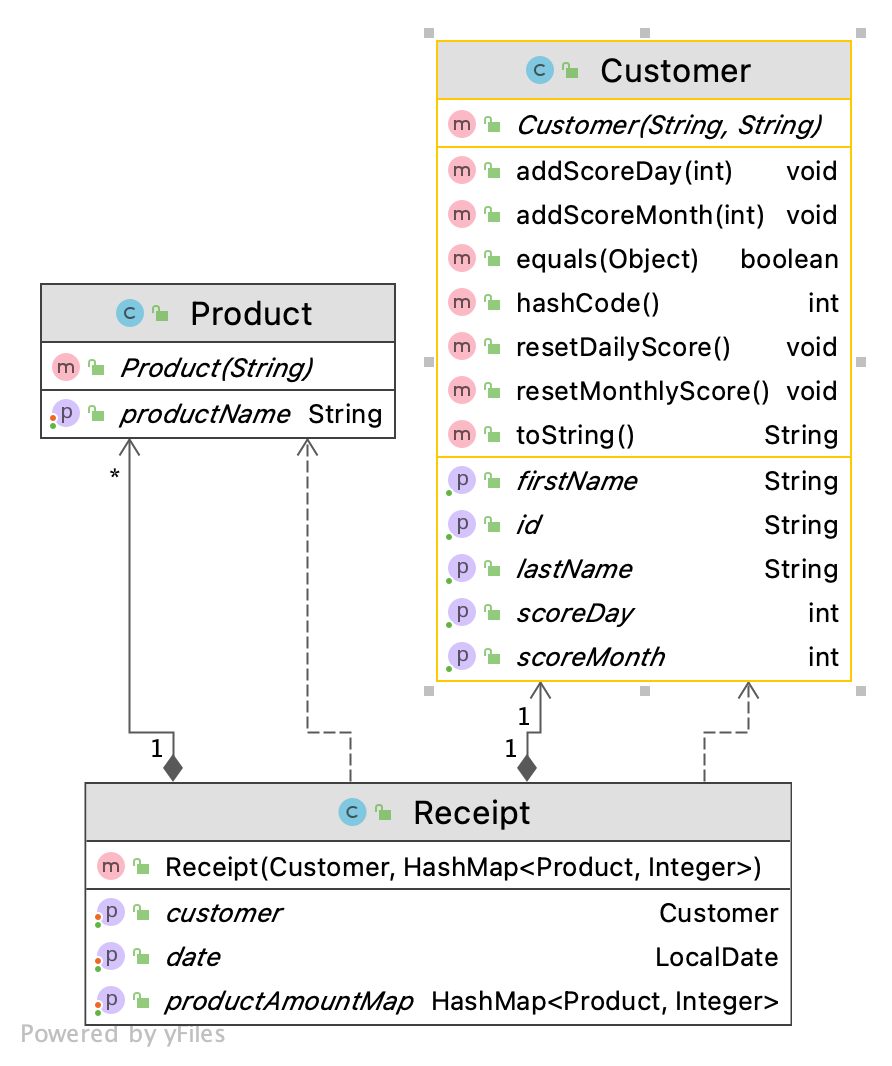 Customer
Customer(String, String)
addScoreDay(int) void
addScoreMonth(int) void
equals(Object) boolean
hashCode() int
resetDailyScore() void
resetMonthlyScore() void
toString() String
firstName String
id String
lastName String
scoreDay int
scoreMonth int
Product
Product(String)
productName String
*
1
1
1
Receipt
Receipt(Customer, HashMap<Product, Integer>)
customer Customer
date LocalDate
productAmountMap HashMap<Product, Integer>
Powered by yFiles